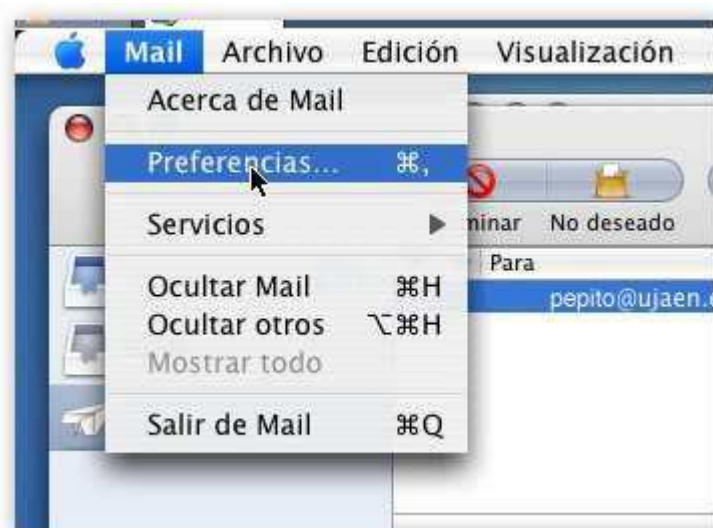 Mail Archivo Edición Visualización
Acerca de Mail
Preferencias... ⌘,
Servicios
Ocultar Mail ⌘H
Ocultar otros ⌥⌘H
Mostrar todo
Salir de Mail ⌘Q
No deseado
Para
pepito@ujaen.